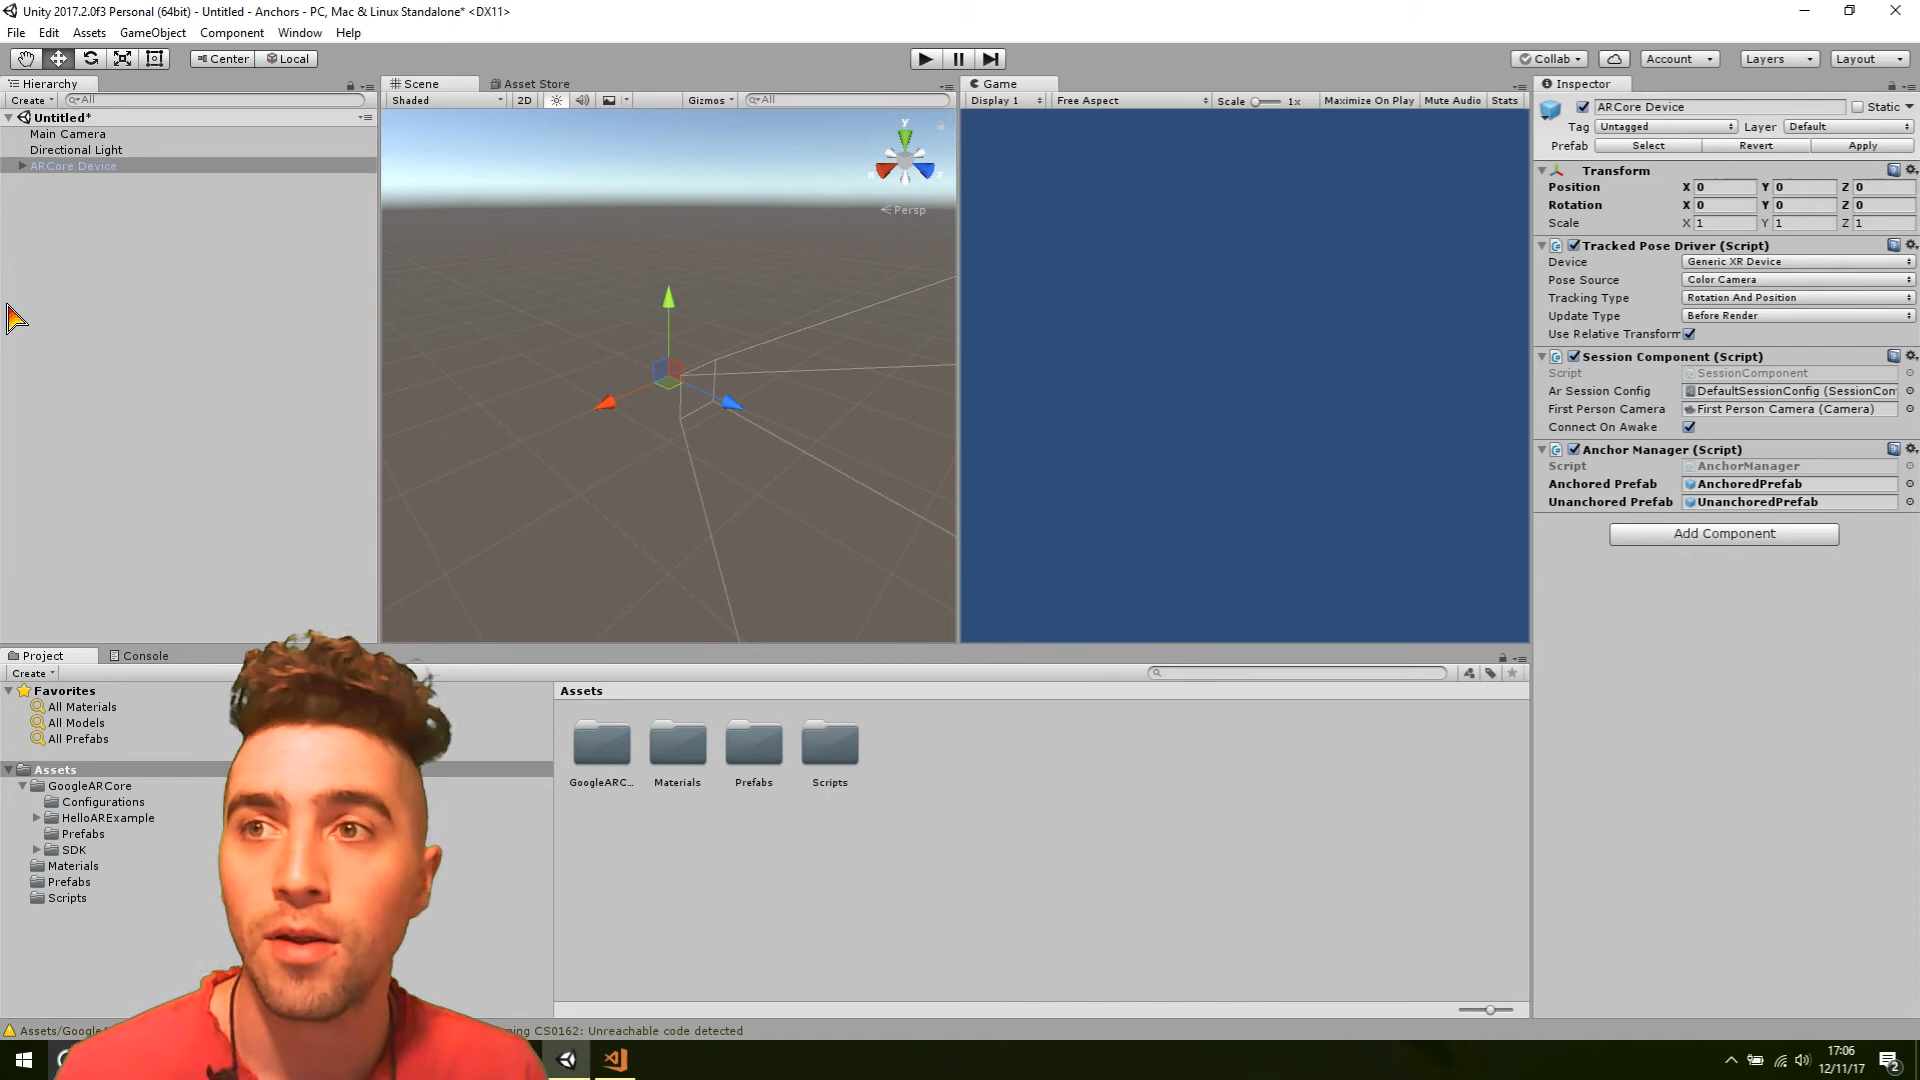 Unity 2017.2.0f3 Personal (64bit) - Untitled - Anchors - PC, Mac & Linux Standalone* <DX11>
File Edit Assets GameObject Component Window Help
Center Local
Collab Account Layers Layout
Hierarchy
Create All
Untitled*
Main Camera
Directional Light
ARCore Device
Scene Asset Store
Shaded 2D Gizmos All
y
x z
Persp
Game
Display 1 Free Aspect Scale 1x Maximize On Play Mute Audio Stats
Inspector
ARCore Device Static
Tag Untagged Layer Default
Prefab Select Revert Apply
Transform
Position X 0 Y 0 Z 0
Rotation X 0 Y 0 Z 0
Scale X 1 Y 1 Z 1
Tracked Pose Driver (Script)
Device Generic XR Device
Pose Source Color Camera
Tracking Type Rotation And Position
Update Type Before Render
Use Relative Transform
Session Component (Script)
Script SessionComponent
Ar Session Config DefaultSessionConfig (SessionCon
First Person Camera First Person Camera (Camera)
Connect On Awake
Anchor Manager (Script)
Script AnchorManager
Anchored Prefab AnchoredPrefab
Unanchored Prefab UnanchoredPrefab
Add Component
Project Console
Create
Favorites
All Materials
All Models
All Prefabs
Assets
GoogleARCore
Configurations
HelloARExample
Prefabs
SDK
Materials
Prefabs
Scripts
Assets
GoogleARC... Materials Prefabs Scripts
Assets/Google
CS0162: Unreachable code detected
17:06
12/11/17
2